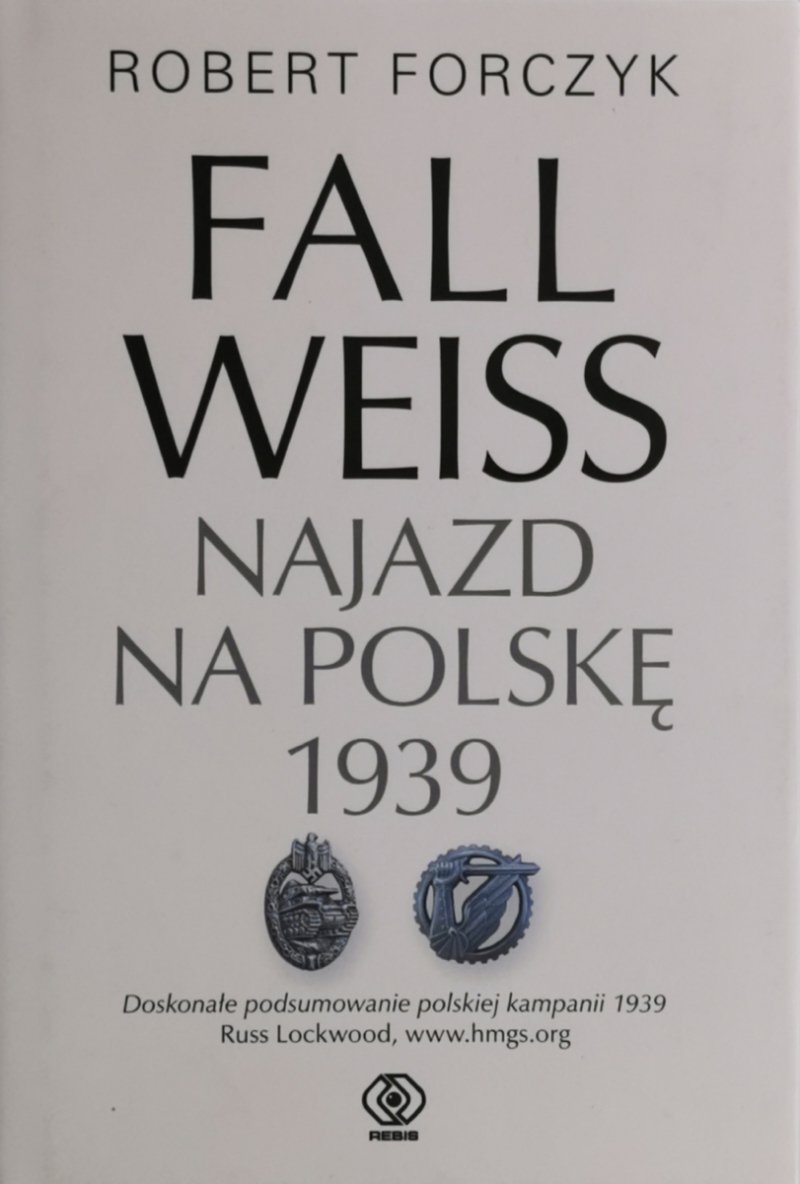 ROBERT FORCZYK
FALL
WEISS
NAJAZD
NA POLSKĘ
1939
Doskonałe podsumowanie polskiej kampanii 1939
Russ Lockwood, www.hmgs.org
REBIS